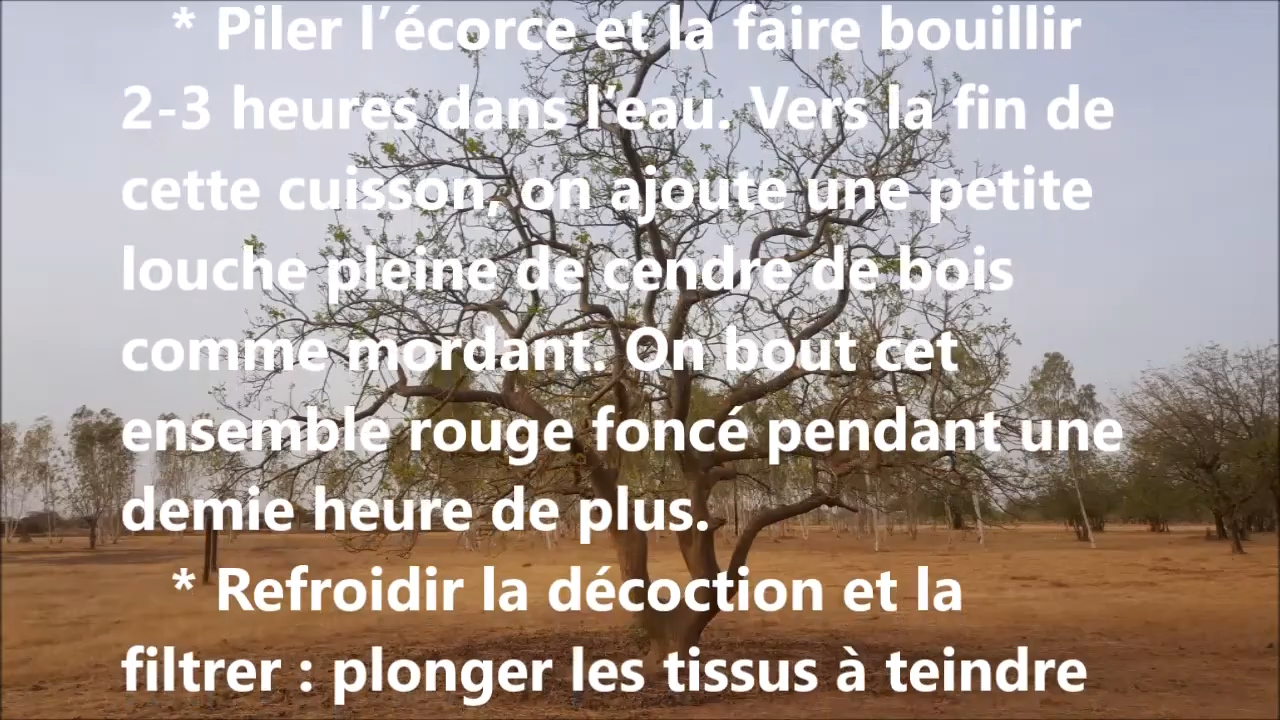 * Piler l’écorce et la faire bouillir
2-3 heures dans l’eau. Vers la fin de
cette cuisson, on ajoute une petite
louche pleine de cendre de bois
comme mordant. On bout cet
ensemble rouge foncé pendant une
demie heure de plus.
* Refroidir la décoction et la
filtrer : plonger les tissus à teindre